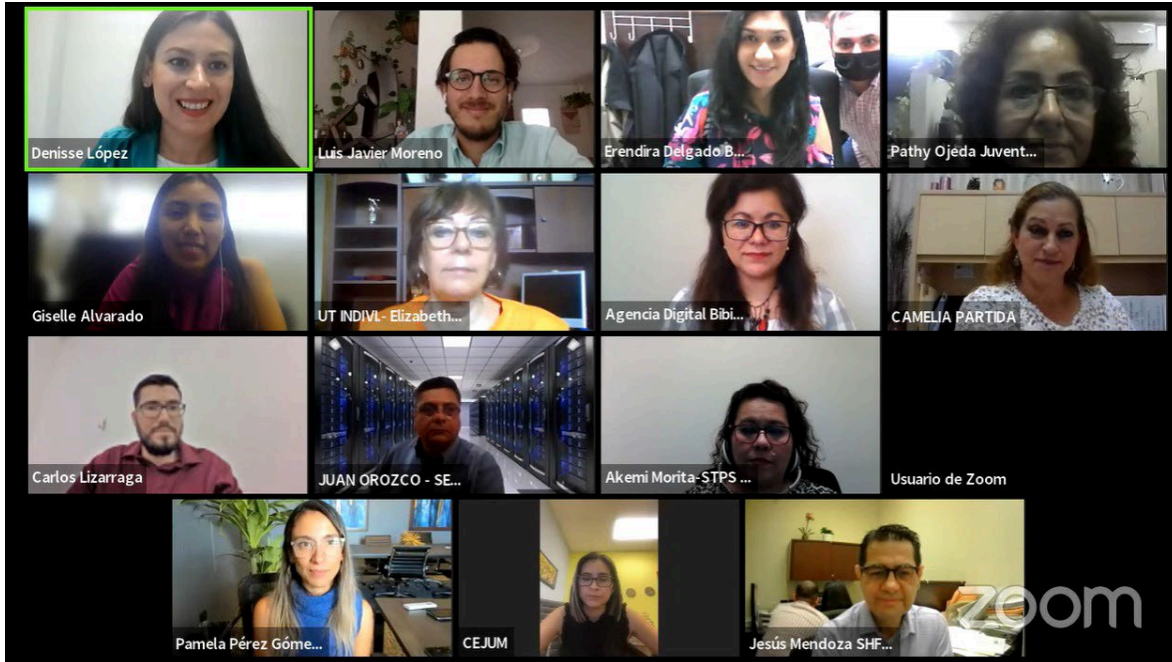 Denisse López
Luis Javier Moreno
Erendira Delgado B...
Pathy Ojeda Juvent...
Giselle Alvarado
UT INDIVL- Elizabeth...
Agencia Digital Bibi...
CAMELIA PARTIDA
Carlos Lizarraga
JUAN OROZCO - SE...
Akemi Morita-STPS ...
Usuario de Zoom
Pamela Pérez Góme...
CEJUM
Jesús Mendoza SHF...
zoom